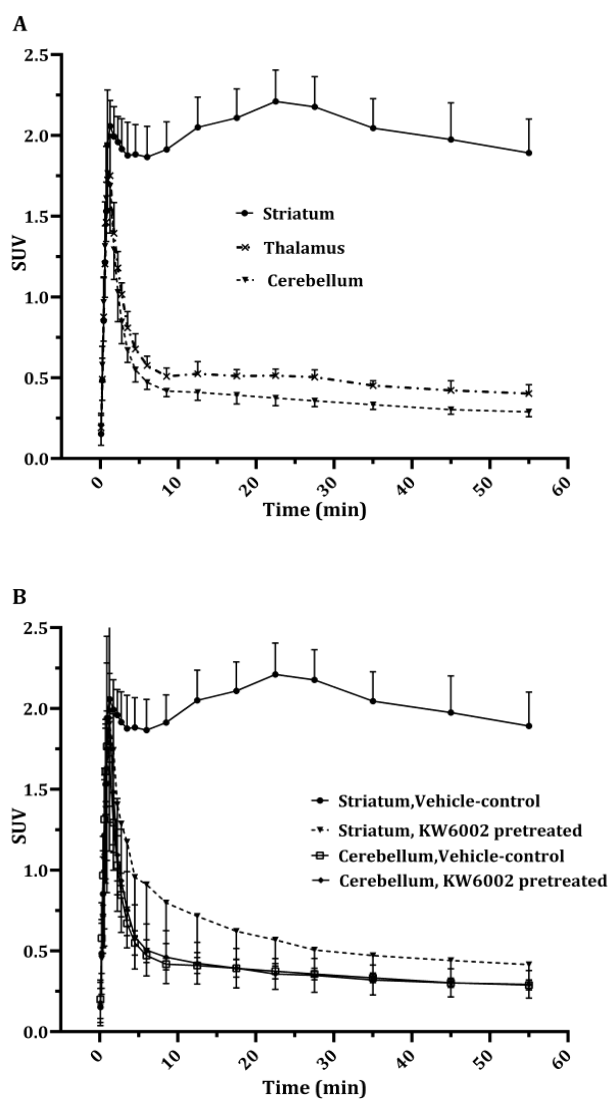 A
2.5
2.0
1.5
1.0
0.5
0.0
SUV
Striatum
Thalamus
Cerebellum
0
10
20
30
40
50
60
Time (min)
B
2.5
2.0
1.5
1.0
0.5
0.0
SUV
Striatum,Vehicle-control
Striatum, KW6002 pretreated
Cerebellum,Vehicle-control
Cerebellum, KW6002 pretreated
0
10
20
30
40
50
60
Time (min)